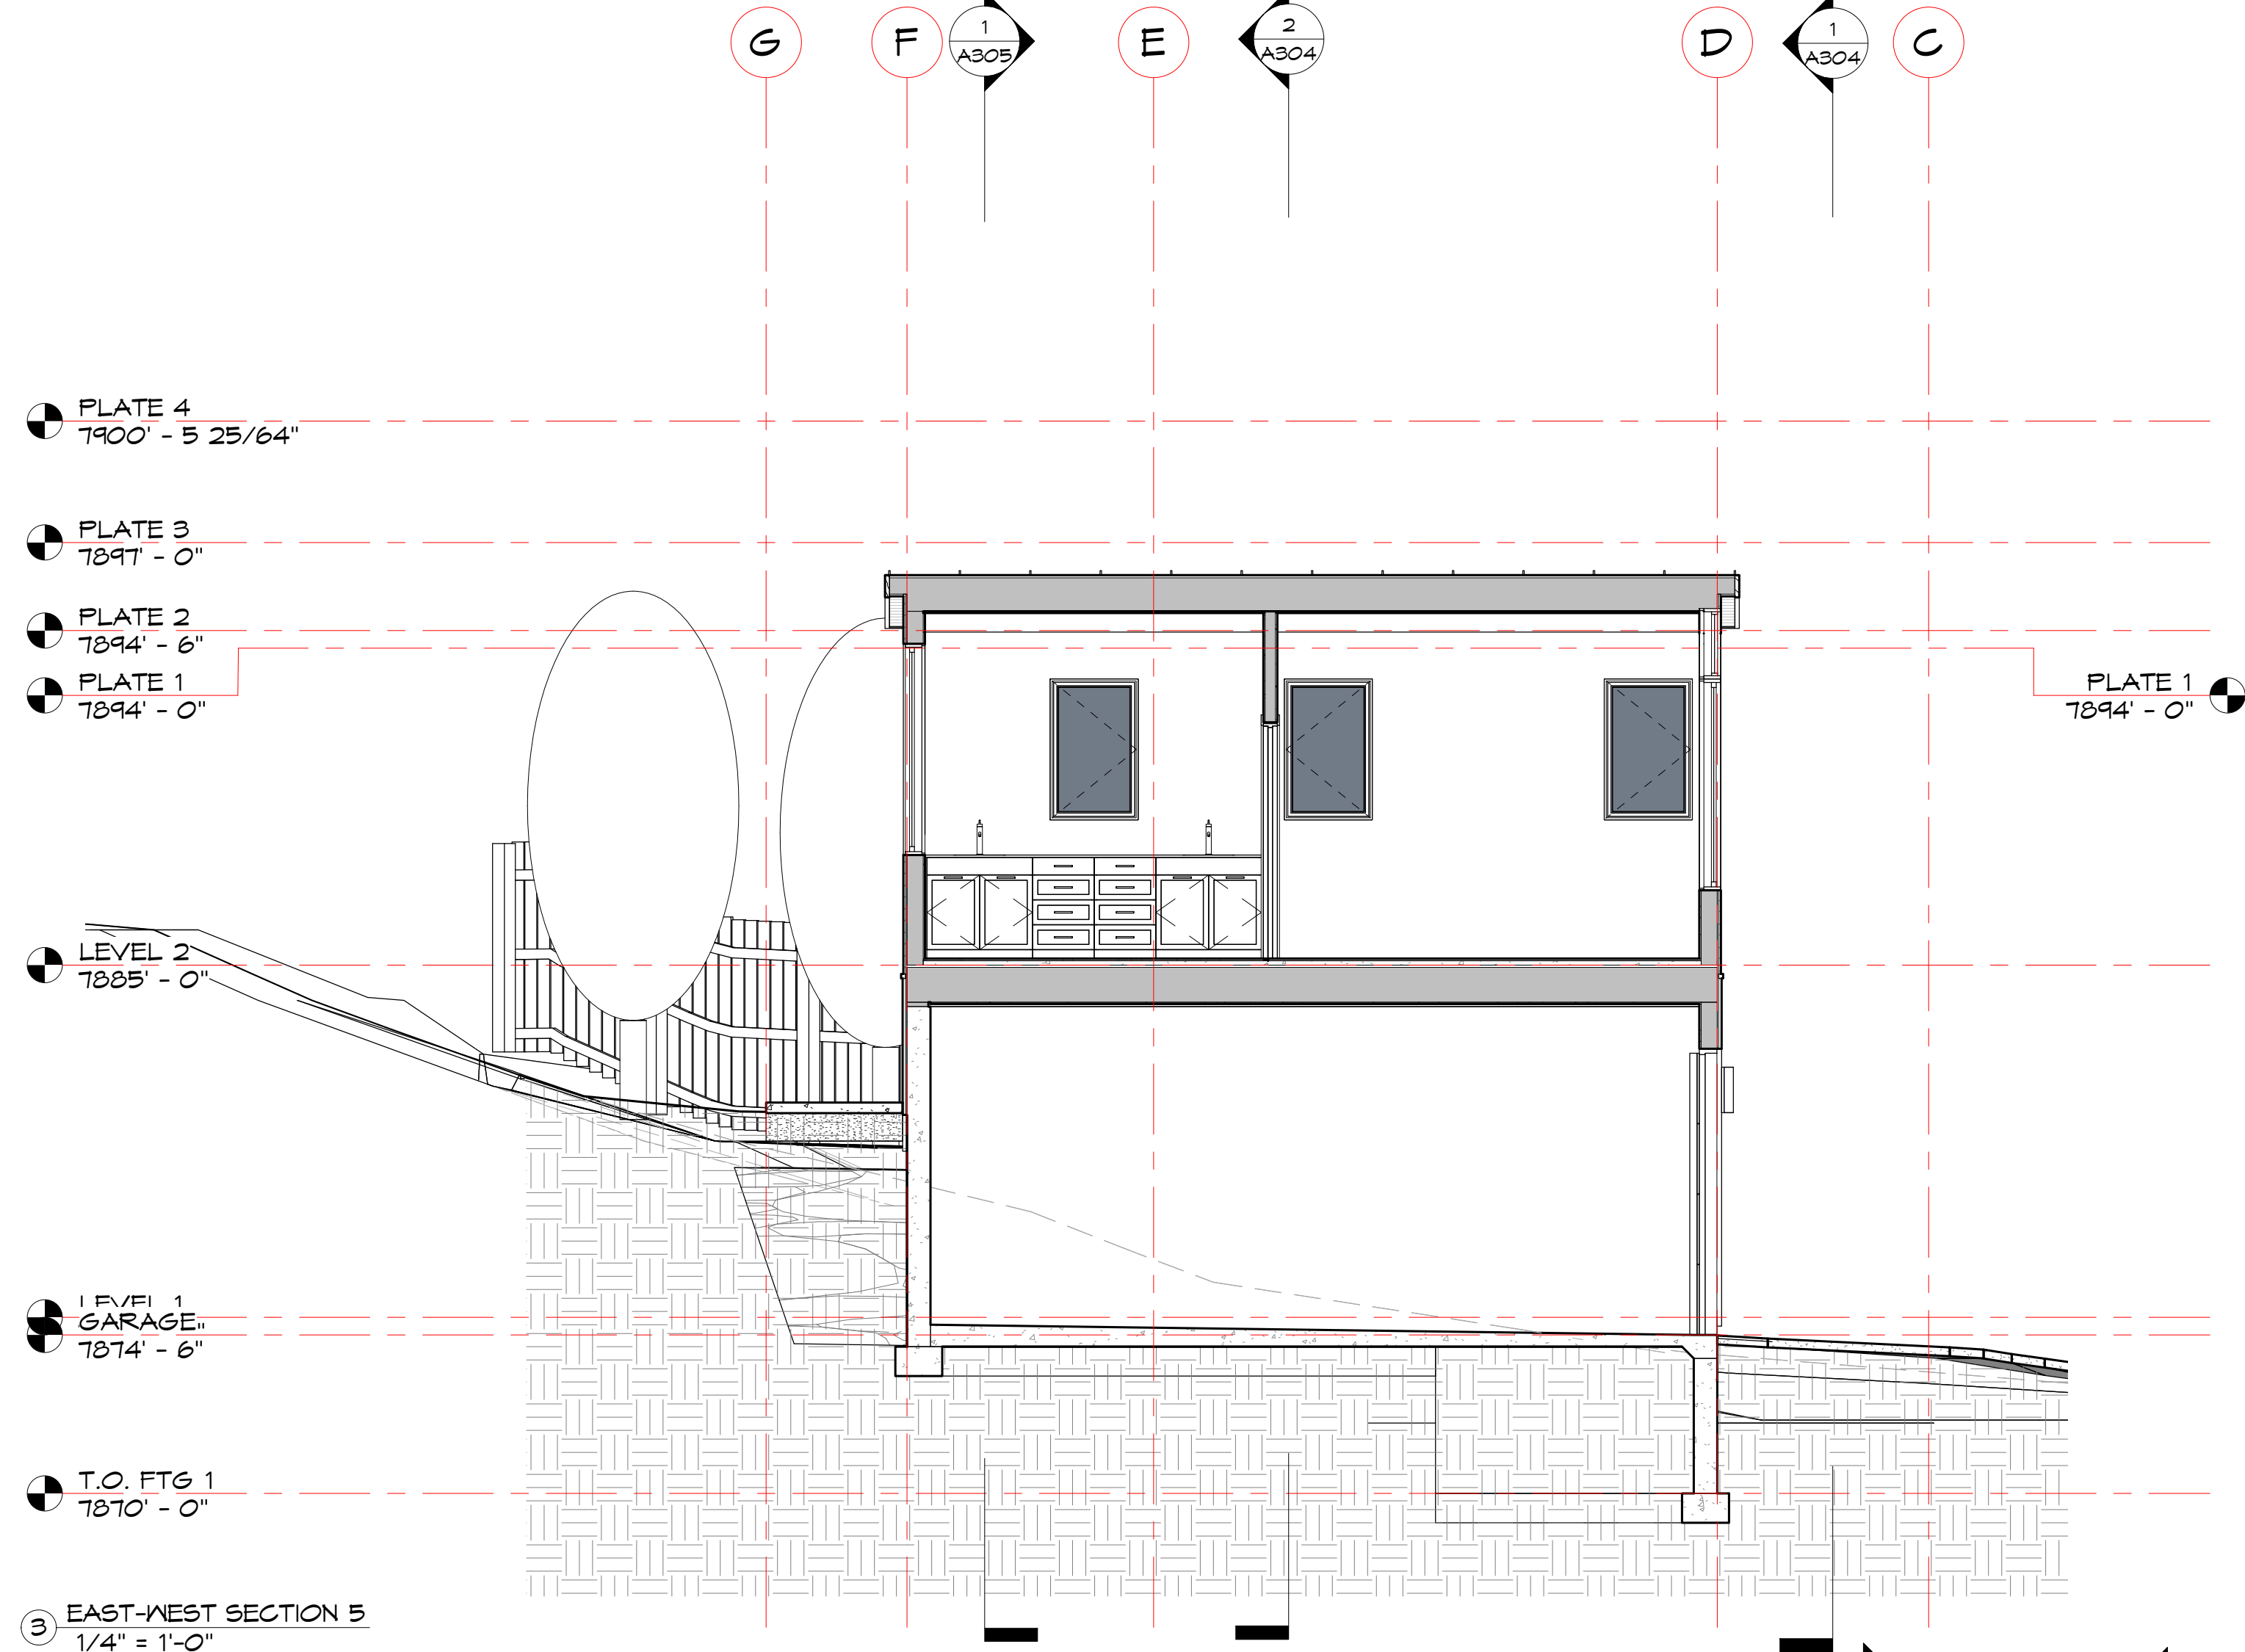 G
F
1
A305
E
2
A304
D
1
A304
C
PLATE 4
7900' - 5 25/64"
PLATE 3
7897' - 0"
PLATE 2
7894' - 6"
PLATE 1
7894' - 0"
PLATE 1
7894' - 0"
LEVEL 2
7885' - 0"
LEVEL 1
GARAGE
7874' - 6"
T.O. FTG 1
7870' - 0"
3
EAST-WEST SECTION 5
1/4" = 1'-0"